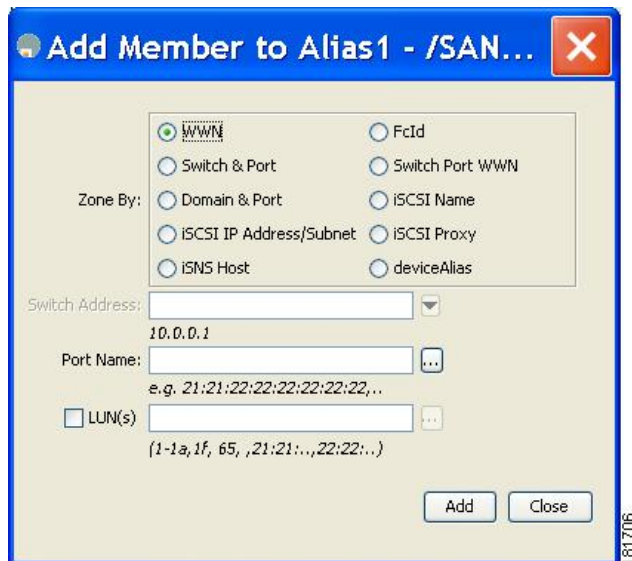 Add Member to Alias1 - /SAN...
Zone By:
WWN
FcId
Switch & Port
Switch Port WWN
Domain & Port
iSCSI Name
iSCSI IP Address/Subnet
iSCSI Proxy
iSNS Host
deviceAlias
Switch Address:
10.0.0.1
Port Name:
...
e.g. 21:21:22:22:22:22:22:22,..
LUN(s)
...
(1-1a,1f, 65, ,21:21:..,22:22:..)
Add
Close
81706